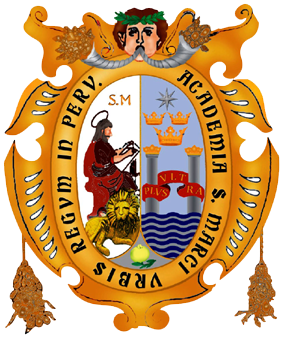 ACADEMIA S. MARCI VRBIS REGVM IN PERV.
S.M
PLVS VLTRA